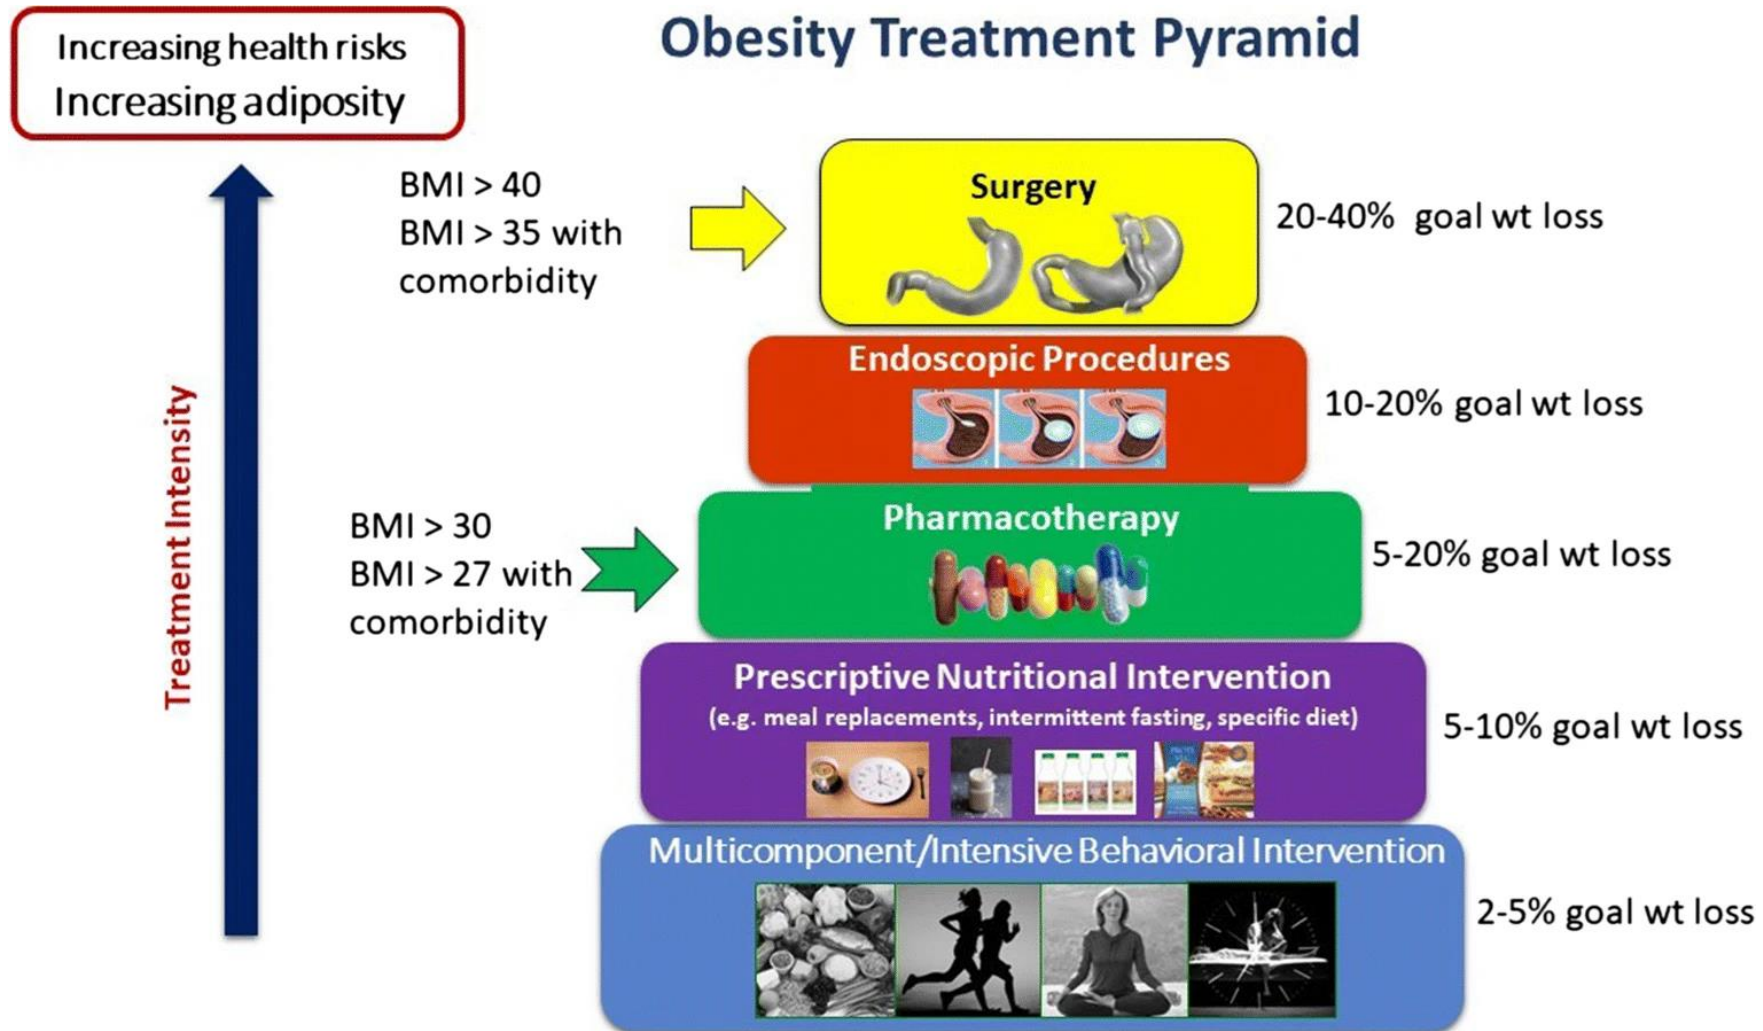 Increasing health risks
Increasing adiposity
Obesity Treatment Pyramid
BMI > 40
BMI > 35 with
comorbidity
Surgery
20-40% goal wt loss
Endoscopic Procedures
10-20% goal wt loss
Treatment Intensity
BMI > 30
BMI > 27 with
comorbidity
Pharmacotherapy
5-20% goal wt loss
Prescriptive Nutritional Intervention
(e.g. meal replacements, intermittent fasting, specific diet)
5-10% goal wt loss
Multicomponent/Intensive Behavioral Intervention
2-5% goal wt loss